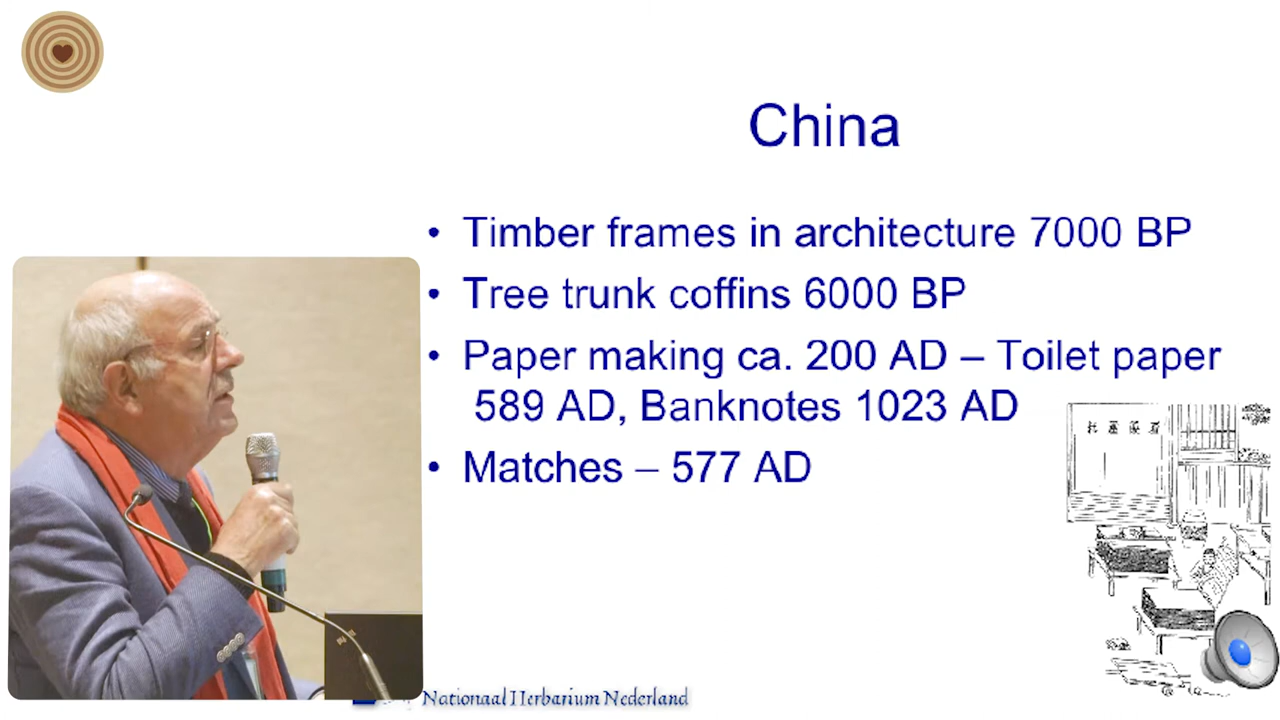 China
• Timber frames in architecture 7000 BP
• Tree trunk coffins 6000 BP
• Paper making ca. 200 AD – Toilet paper
589 AD, Banknotes 1023 AD
• Matches – 577 AD
Nationaal Herbarium Nederland